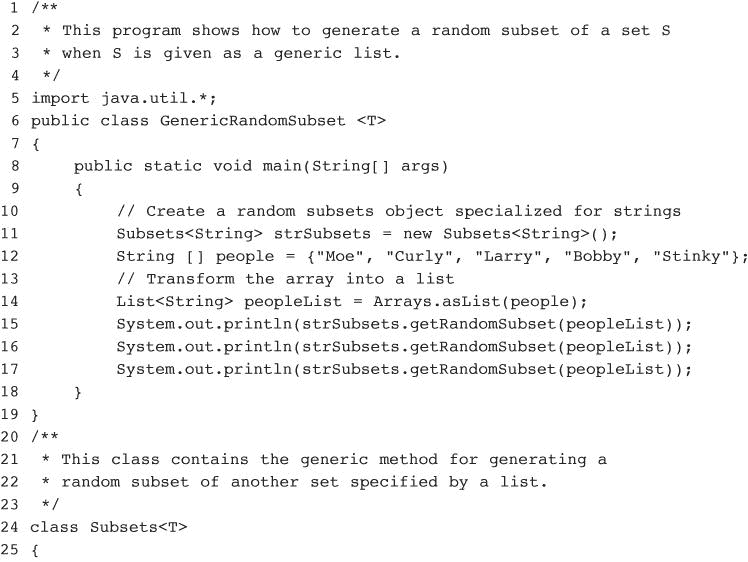 1 /**
2  * This program shows how to generate a random subset of a set S
3  * when S is given as a generic list.
4  */
5 import java.util.*;
6 public class GenericRandomSubset <T>
7 {
8     public static void main(String[] args)
9     {
10         // Create a random subsets object specialized for strings
11         Subsets<String> strSubsets = new Subsets<String>();
12         String [] people = {"Moe", "Curly", "Larry", "Bobby", "Stinky"};
13         // Transform the array into a list
14         List<String> peopleList = Arrays.asList(people);
15         System.out.println(strSubsets.getRandomSubset(peopleList));
16         System.out.println(strSubsets.getRandomSubset(peopleList));
17         System.out.println(strSubsets.getRandomSubset(peopleList));
18     }
19 }
20 /**
21  * This class contains the generic method for generating a
22  * random subset of another set specified by a list.
23  */
24 class Subsets<T>
25 {